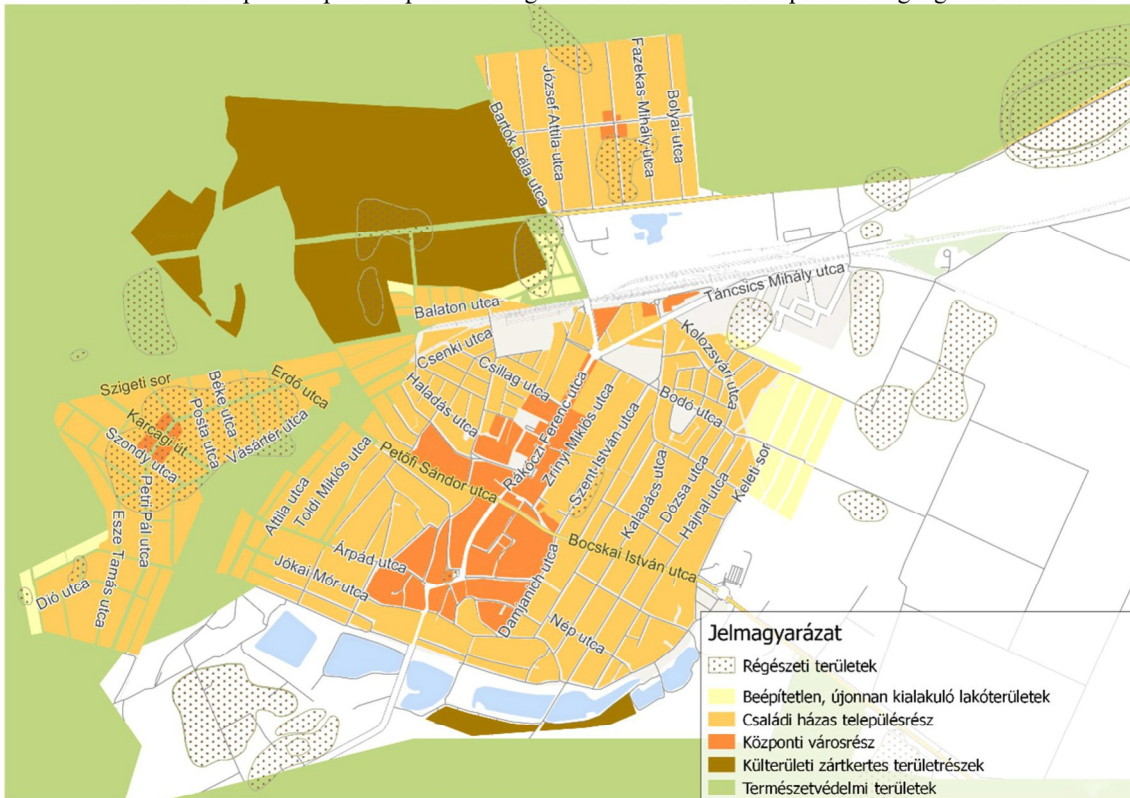 Bartók Béla utca
József Attila utca
Fazekas Mihály utca
Bolyai utca
Táncsics Mihály utca
Balaton utca
Csenki utca
Csillag utca
Haladás utca
Kolozsvári utca
Bodó utca
Rákóczi Ferenc utca
Zrínyi Miklós utca
Szent István utca
Kalapács utca
Dózsa utca
Hajnal utca
Keleti sor
Szigeti sor
Erdő utca
Béke utca
Posta utca
Karcagi út
Vásártér utca
Szondy utca
Pétri Pál utca
Esze Tamás utca
Dió utca
Attila utca
Toldi Miklós utca
Petőfi Sándor utca
Bocskai István utca
Árpád utca
Jókai Mór utca
Damjanich utca
Nép utca
Jelmagyarázat
Régészeti területek
Beépítetlen, újonnan kialakuló lakóterületek
Családi házas településrész
Központi városrész
Külterületi zártkertes területrészek
Természetvédelmi területek